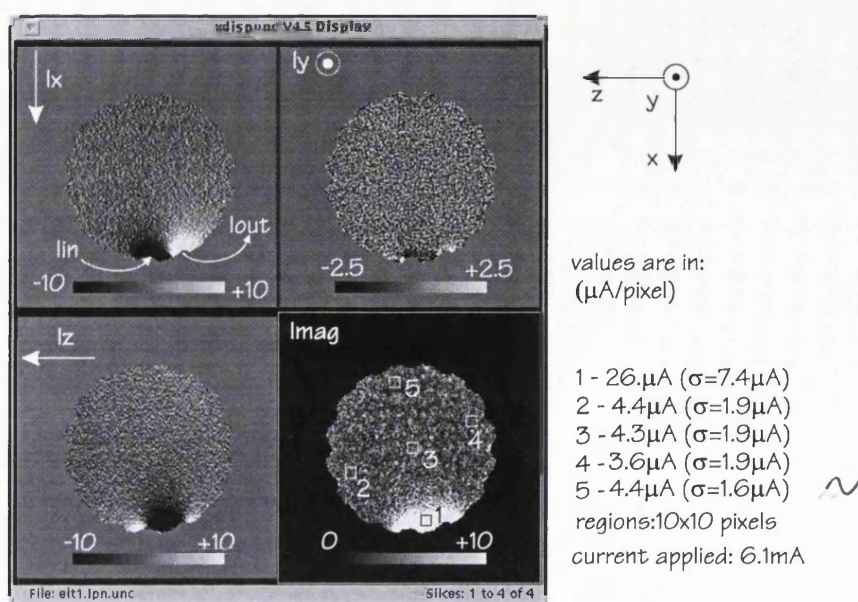 xdispunc V4.5 Display
Ix
Iy
Iin
Iout
-10
+10
-2.5
+2.5
Iz
-10
+10
Imag
5
4
3
2
1
0
+10
File: eit1.lpn.unc
Slices: 1 to 4 of 4
z
y
x
values are in:
(μA/pixel)
1 - 26.μA (σ=7.4μA)
2 - 4.4μA (σ=1.9μA)
3 - 4.3μA (σ=1.9μA)
4 - 3.6μA (σ=1.9μA)
5 - 4.4μA (σ=1.6μA)
regions:10x10 pixels
current applied: 6.1mA